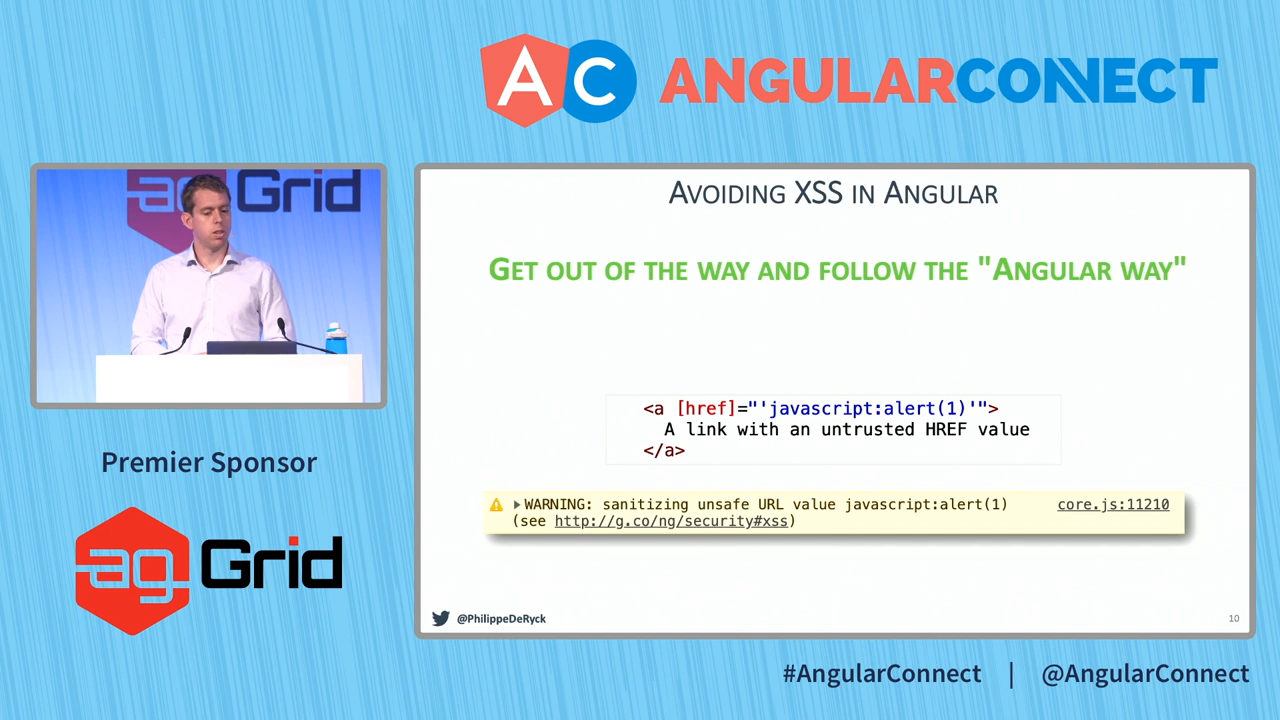 AC ANGULARCONNECT
ag Grid
AVOIDING XSS IN ANGULAR
GET OUT OF THE WAY AND FOLLOW THE "ANGULAR WAY"
<a [href]="'javascript:alert(1)'">
A link with an untrusted HREF value
</a>
WARNING: sanitizing unsafe URL value javascript:alert(1) core.js:11210
(see http://g.co/ng/security#xss)
@PhilippeDeRyck
10
Premier Sponsor
ag Grid
#AngularConnect | @AngularConnect